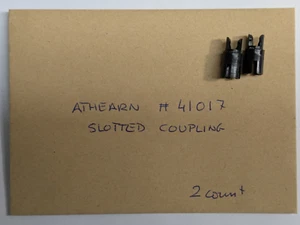 ATHEARN # 41017
SLOTTED COUPLING
2 count